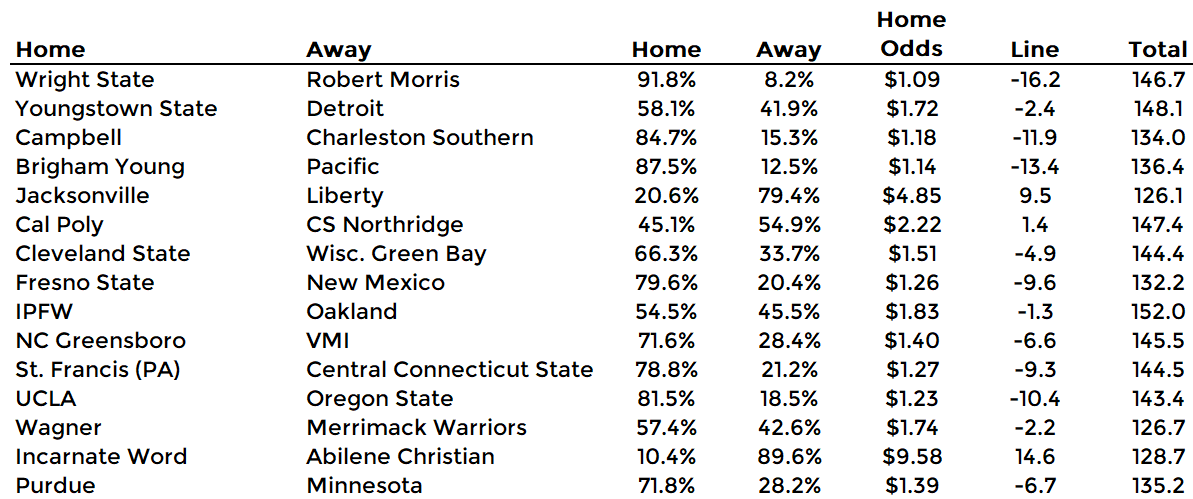 Home Away Home Away Home Odds Line Total
Wright State Robert Morris 91.8% 8.2% $1.09 -16.2 146.7
Youngstown State Detroit 58.1% 41.9% $1.72 -2.4 148.1
Campbell Charleston Southern 84.7% 15.3% $1.18 -11.9 134.0
Brigham Young Pacific 87.5% 12.5% $1.14 -13.4 136.4
Jacksonville Liberty 20.6% 79.4% $4.85 9.5 126.1
Cal Poly CS Northridge 45.1% 54.9% $2.22 1.4 147.4
Cleveland State Wisc. Green Bay 66.3% 33.7% $1.51 -4.9 144.4
Fresno State New Mexico 79.6% 20.4% $1.26 -9.6 132.2
IPFW Oakland 54.5% 45.5% $1.83 -1.3 152.0
NC Greensboro VMI 71.6% 28.4% $1.40 -6.6 145.5
St. Francis (PA) Central Connecticut State 78.8% 21.2% $1.27 -9.3 144.5
UCLA Oregon State 81.5% 18.5% $1.23 -10.4 143.4
Wagner Merrimack Warriors 57.4% 42.6% $1.74 -2.2 126.7
Incarnate Word Abilene Christian 10.4% 89.6% $9.58 14.6 128.7
Purdue Minnesota 71.8% 28.2% $1.39 -6.7 135.2